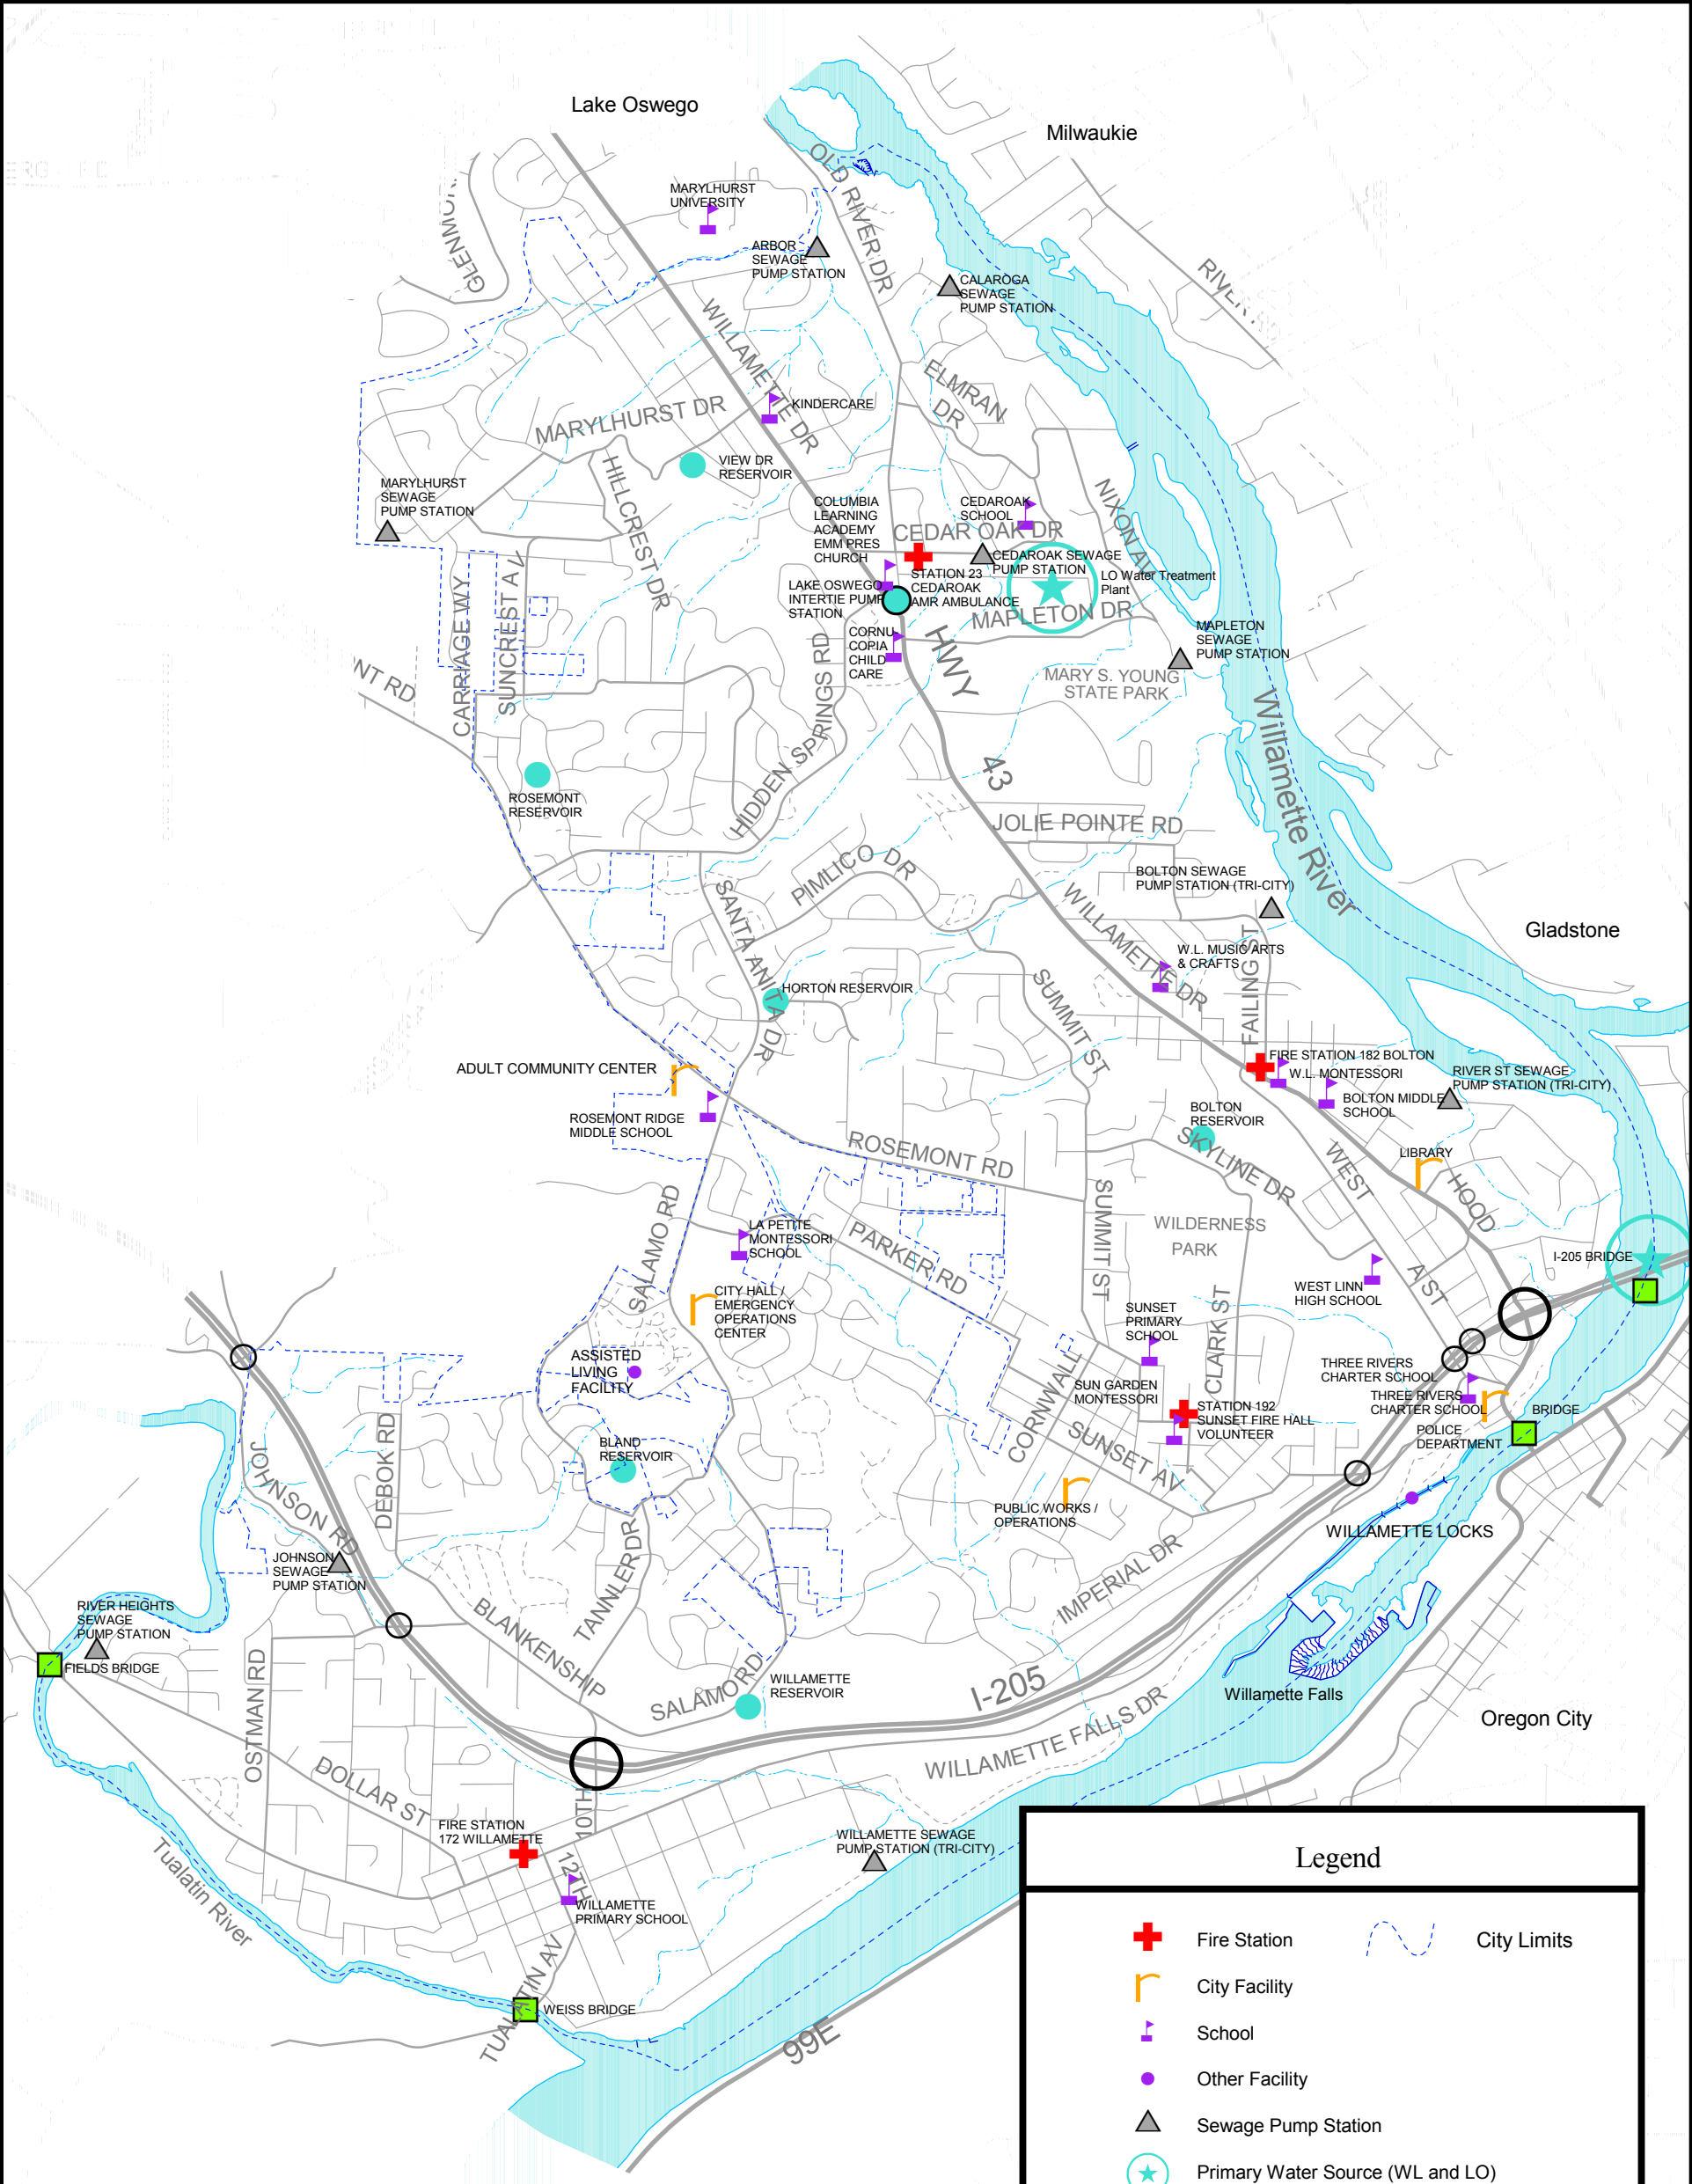 Lake Oswego
Milwaukie
OLD RIVER DR
MARYLHURST
UNIVERSITY
ARBOR
SEWAGE
PUMP STATION
CALAROGA
SEWAGE
PUMP STATION
WILLAMETTE DR
ELMRAN
DR
KINDERCARE
MARYLHURST DR
VIEW DR
RESERVOIR
HILLCREST DR
MARYLHURST
SEWAGE
PUMP STATION
COLUMBIA
LEARNING
ACADEMY
EMM PRES
CHURCH
CEDAROAK
SCHOOL
CEDAR OAK DR
NIXON AV
CEDAROAK SEWAGE
PUMP STATION
STATION 23
CEDAROAK
AMR AMBULANCE
LO Water Treatment
Plant
LAKE OSWEGO
INTERTIE PUMP
STATION
MAPLETON DR
CORNU-
COPIA
CHILD
CARE
HWY
43
MAPLETON
SEWAGE
PUMP STATION
MARY S. YOUNG
STATE PARK
CARRIAGE WY
SUNCREST AV
NT RD
HIDDEN SPRINGS RD
Willamette River
ROSEMONT
RESERVOIR
JOLIE POINTE RD
PIMLICO DR
BOLTON SEWAGE
PUMP STATION (TRI-CITY)
SANTA ANITA DR
WILLAMETTE DR
Gladstone
W.L. MUSIC ARTS
& CRAFTS
FAILING ST
HORTON RESERVOIR
SUMMIT ST
ADULT COMMUNITY CENTER
FIRE STATION 182 BOLTON
W.L. MONTESSORI
RIVER ST SEWAGE
PUMP STATION (TRI-CITY)
BOLTON MIDDLE
SCHOOL
ROSEMONT RIDGE
MIDDLE SCHOOL
BOLTON
RESERVOIR
ROSEMONT RD
SKYLINE DR
WEST
A ST
LIBRARY
HOOD
SALAMO RD
SUMMIT ST
LA PETITE
MONTESSORI
SCHOOL
PARKER RD
WILDERNESS
PARK
I-205 BRIDGE
WEST LINN
HIGH SCHOOL
CITY HALL /
EMERGENCY
OPERATIONS
CENTER
SUNSET
PRIMARY
SCHOOL
CLARK ST
ASSISTED
LIVING
FACILITY
THREE RIVERS
CHARTER SCHOOL
THREE RIVERS
CHARTER SCHOOL
SUN GARDEN
MONTESSORI
CORNWALL
STATION 192
SUNSET FIRE HALL
VOLUNTEER
BRIDGE
POLICE
DEPARTMENT
JOHNSON RD
DEBOK RD
BLAND
RESERVOIR
SUNSET AV
PUBLIC WORKS /
OPERATIONS
WILLAMETTE LOCKS
JOHNSON
SEWAGE
PUMP STATION
TANNLER DR
IMPERIAL DR
RIVER HEIGHTS
SEWAGE
PUMP STATION
FIELDS BRIDGE
BLANKENSHIP
OSTMAN RD
SALAMO RD
WILLAMETTE
RESERVOIR
I-205
Willamette Falls
WILLAMETTE FALLS DR
Oregon City
DOLLAR ST
10TH
FIRE STATION
172 WILLAMETTE
12TH
WILLAMETTE SEWAGE
PUMP STATION (TRI-CITY)
Tualatin River
WILLAMETTE
PRIMARY SCHOOL
TUALATIN AV
WEISS BRIDGE
99E
Legend
Fire Station
City Limits
City Facility
School
Other Facility
Sewage Pump Station
Primary Water Source (WL and LO)